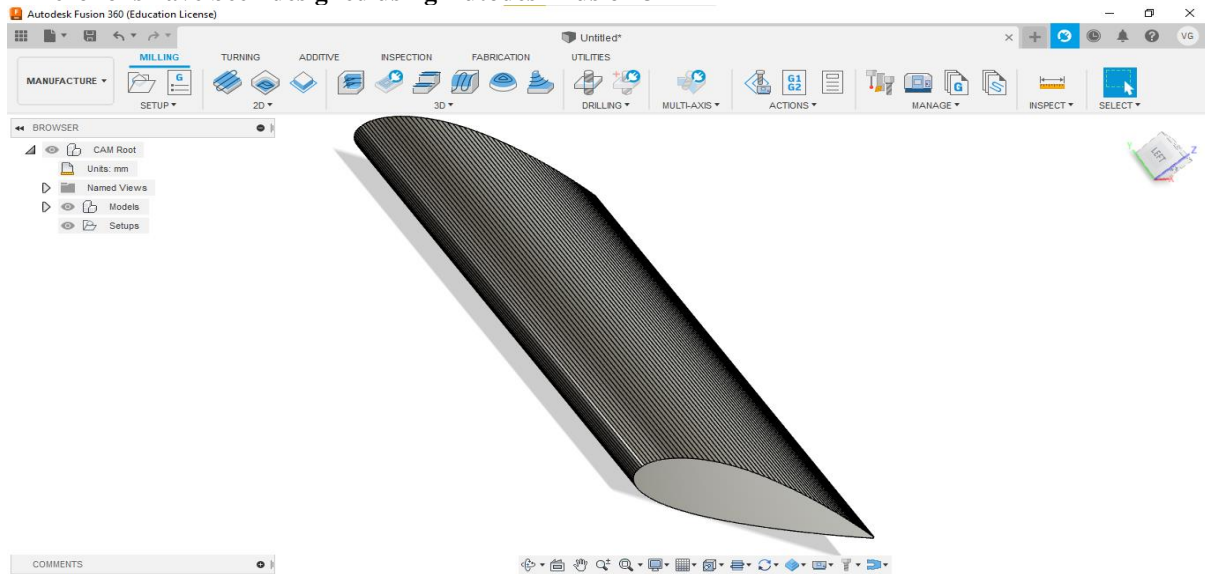 Autodesk Fusion 360 (Education License)
Untitled*
VG
MILLING TURNING ADDITIVE INSPECTION FABRICATION UTILITIES
MANUFACTURE
G
G1
G2
G
SETUP 2D 3D DRILLING MULTI-AXIS ACTIONS MANAGE INSPECT SELECT
BROWSER
CAM Root
Units: mm
Named Views
Models
Setups
Y LEFT Z
X
COMMENTS